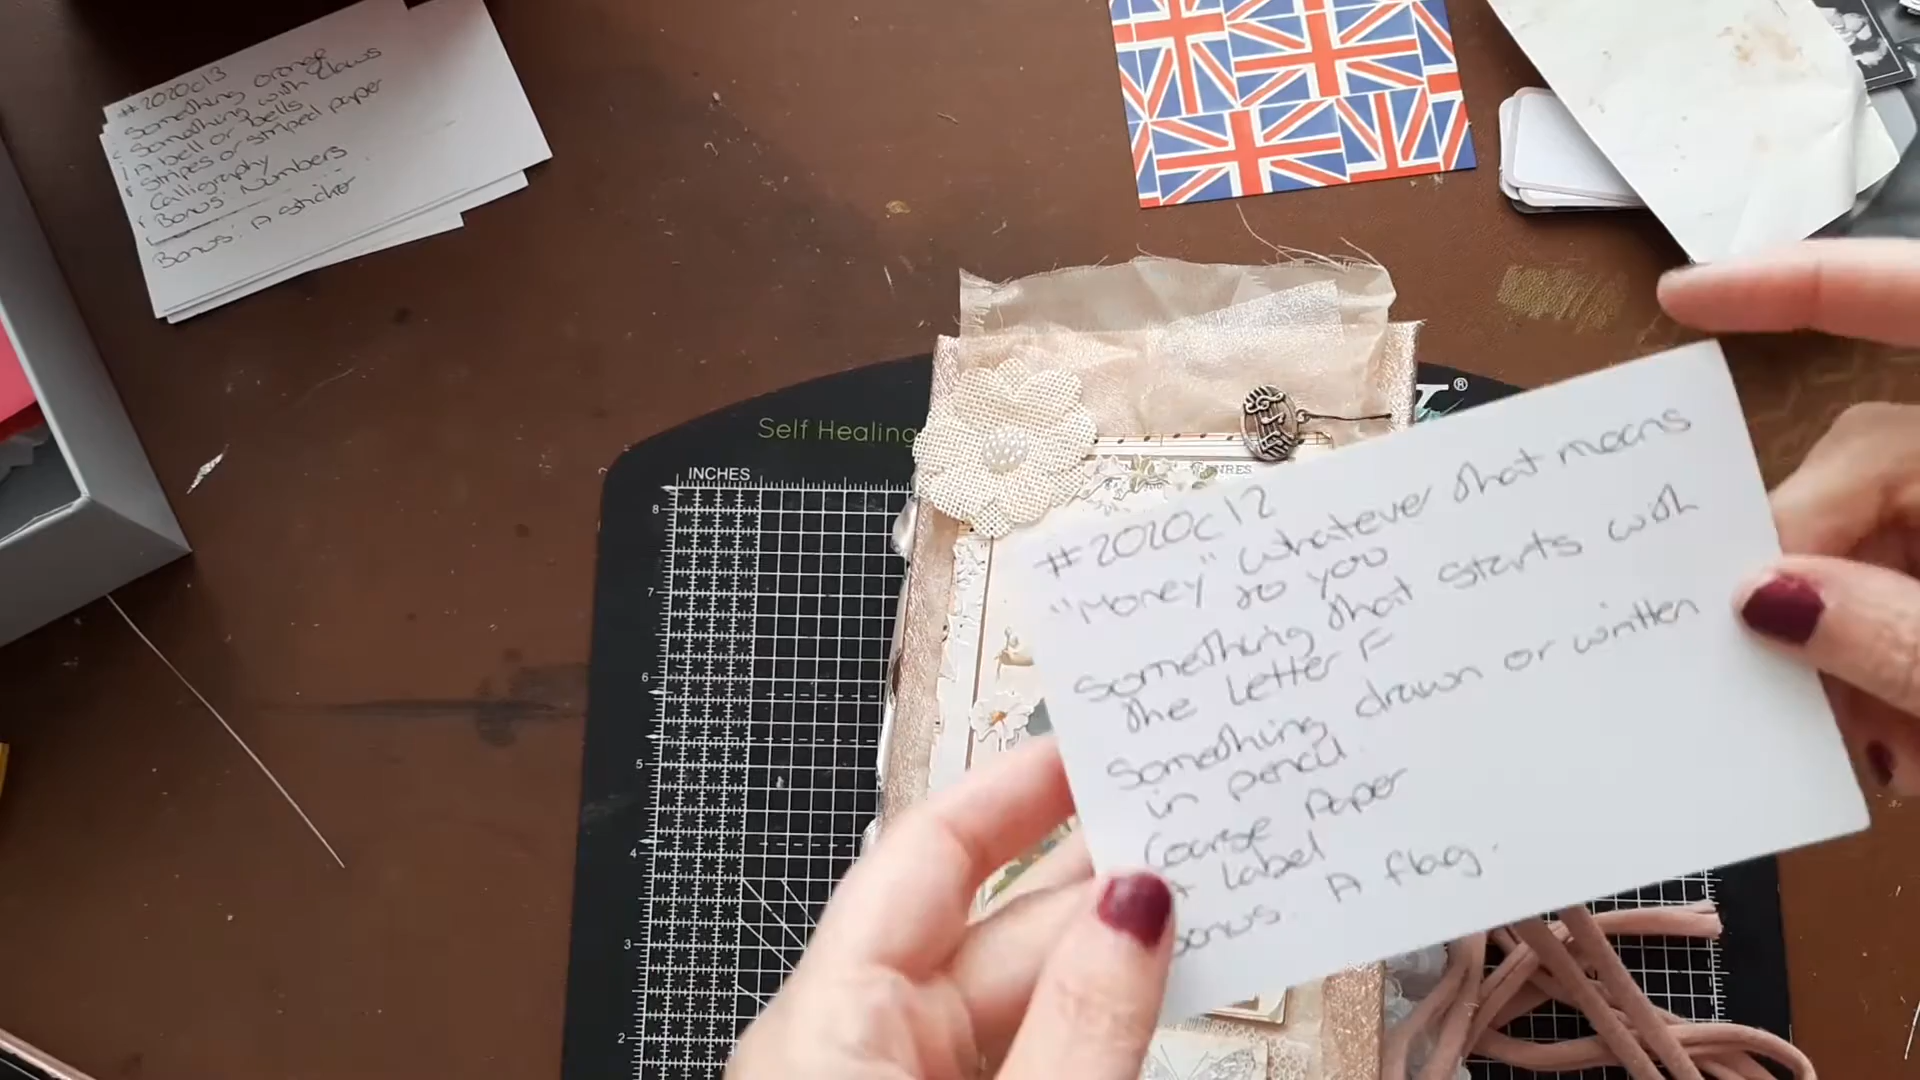 #2020c13
Something orange
Something with claws
A bell or bells
Stripes or striped paper
Calligraphy
Bonus: Numbers
Bonus: A sticker
Self Healing
®
INCHES
8
7
6
5
4
3
2
NRES
#2020c12
"Money" whatever that means
to you
Something that starts with
the letter F
Something drawn or written
in pencil.
Coarse Paper
A label
Bonus. A flag.